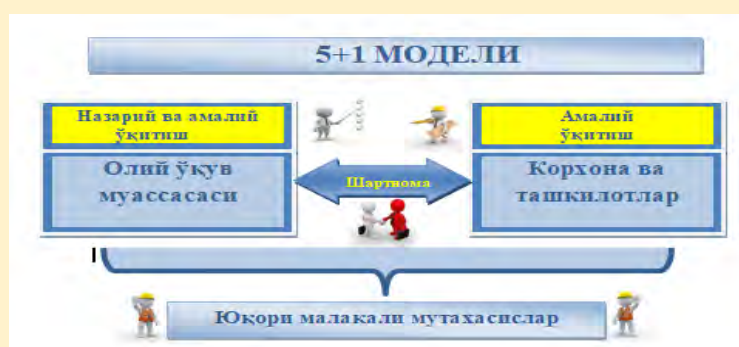 5+1 МОДЕЛИ
Назарий ва амалий
ўқитиш
Олий ўқув
муассасаси
Шартнома
Амалий
ўқитиш
Корхона ва
ташкилотлар
Юқори малакали мутахасислар